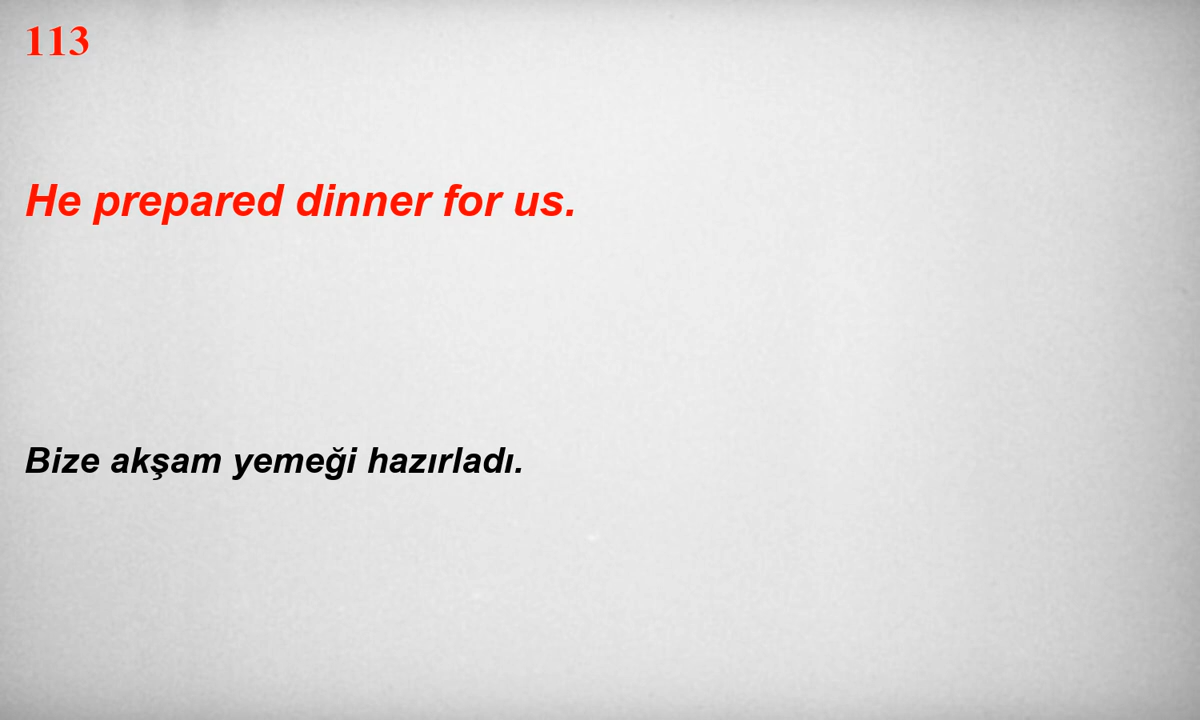 113
He prepared dinner for us.
Bize akşam yemeği hazırladı.